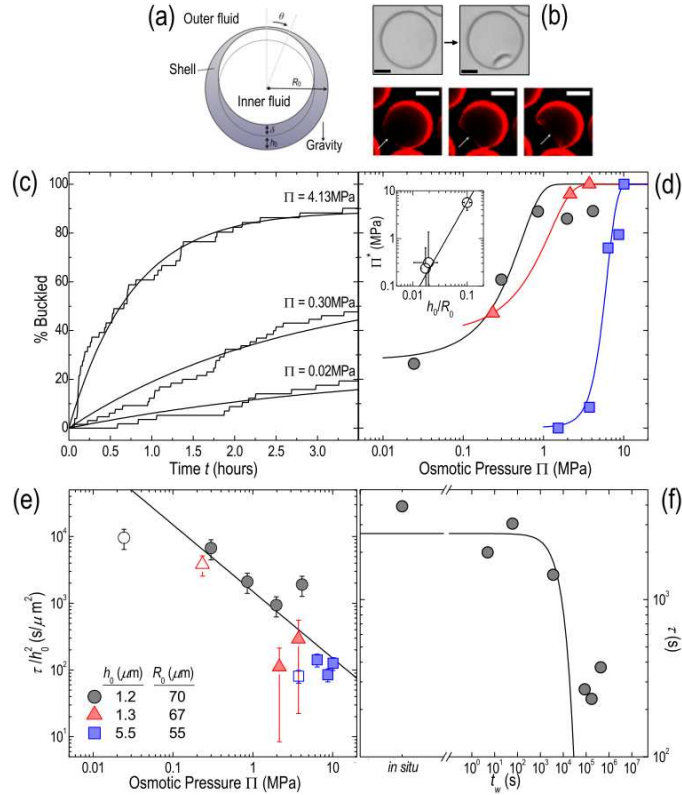 (a)
Outer fluid
θ
Shell
R₀
Inner fluid
δ
h₀
Gravity
(b)
(c)
100
80
60
40
20
0
% Buckled
Π = 4.13MPa
Π = 0.30MPa
Π = 0.02MPa
0.0 0.5 1.0 1.5 2.0 2.5 3.0
Time t (hours)
(d)
10
1
0.1
Π* (MPa)
0.01 0.1
h₀/R₀
0.01 0.1 1 10
Osmotic Pressure Π (MPa)
(e)
10⁴
10³
10²
10¹
τ/h₀² (s/μm²)
h₀ (μm) R₀ (μm)
1.2 70
1.3 67
5.5 55
0.01 0.1 1 10
Osmotic Pressure Π (MPa)
(f)
10³
10²
τ (s)
in situ 10⁰ 10¹ 10² 10³ 10⁴ 10⁵ 10⁶ 10⁷
t_w (s)